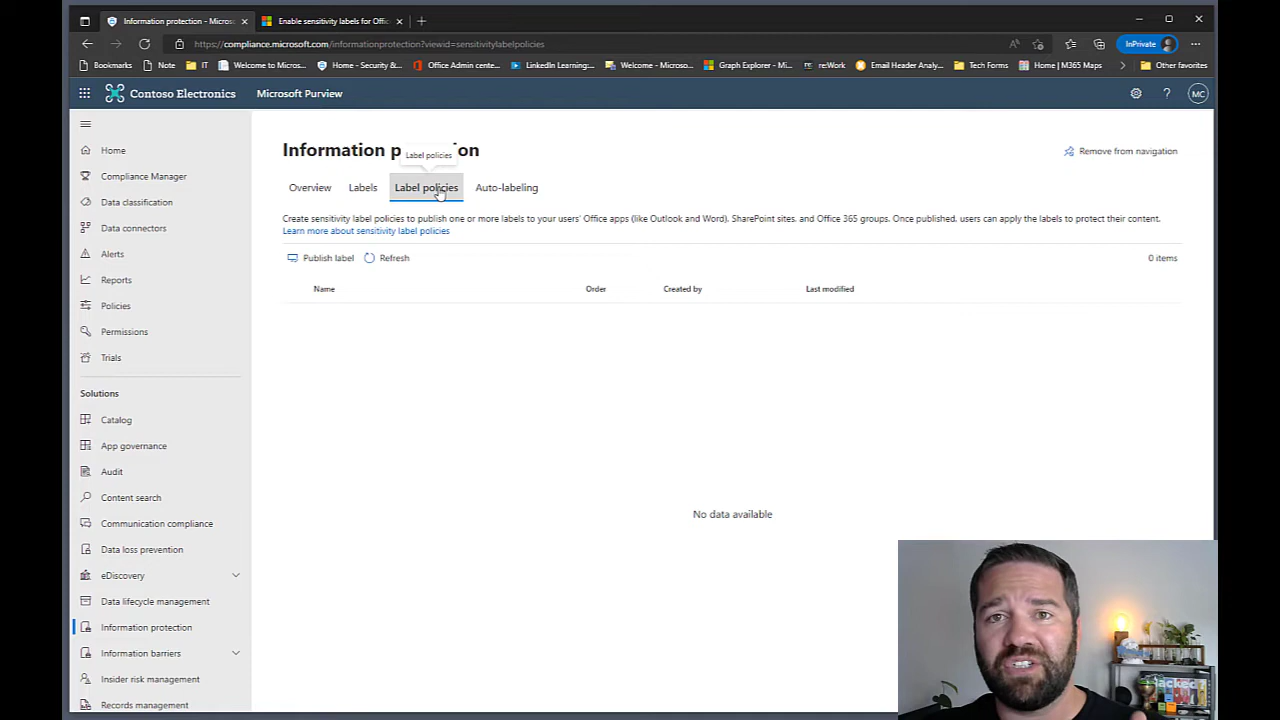 Information protection - Micros
Enable sensitivity labels for Offic
https://compliance.microsoft.com/informationprotection?viewid=sensitivitylabelpolicies
InPrivate
Bookmarks
Note
IT
Welcome to Micros...
Home - Security &...
Office Admin cente...
LinkedIn Learning:...
Welcome - Microso...
Graph Explorer - Mi...
re:Work
Email Header Analy...
Tech Forms
Home | M365 Maps
Other favorites
Contoso Electronics
Microsoft Purview
?
MC
Home
Compliance Manager
Data classification
Data connectors
Alerts
Reports
Policies
Permissions
Trials
Solutions
Catalog
App governance
Audit
Content search
Communication compliance
Data loss prevention
eDiscovery
Data lifecycle management
Information protection
Information barriers
Insider risk management
Records management
Information p on
Label policies
Remove from navigation
Overview
Labels
Label policies
Auto-labeling
Create sensitivity label policies to publish one or more labels to your users' Office apps (like Outlook and Word), SharePoint sites, and Office 365 groups. Once published, users can apply the labels to protect their content.
Learn more about sensitivity label policies
Publish label
Refresh
0 items
Name
Order
Created by
Last modified
No data available